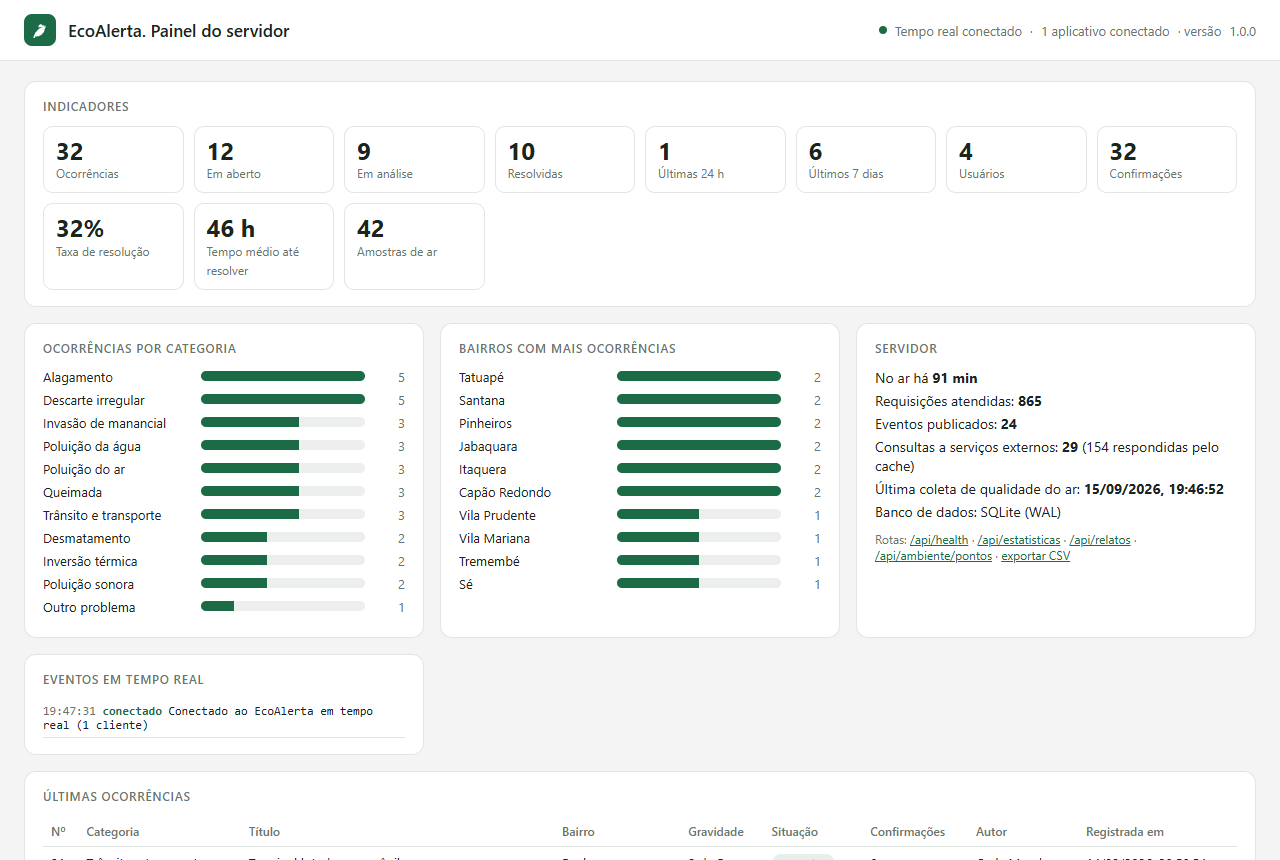 EcoAlerta. Painel do servidor
Tempo real conectado · 1 aplicativo conectado · versão 1.0.0
INDICADORES
32
Ocorrências
12
Em aberto
9
Em análise
10
Resolvidas
1
Últimas 24 h
6
Últimos 7 dias
4
Usuários
32
Confirmações
32%
Taxa de resolução
46 h
Tempo médio até
resolver
42
Amostras de ar
OCORRÊNCIAS POR CATEGORIA
Alagamento 5
Descarte irregular 5
Invasão de manancial 3
Poluição da água 3
Poluição do ar 3
Queimada 3
Trânsito e transporte 3
Desmatamento 2
Inversão térmica 2
Poluição sonora 2
Outro problema 1
BAIRROS COM MAIS OCORRÊNCIAS
Tatuapé 2
Santana 2
Pinheiros 2
Jabaquara 2
Itaquera 2
Capão Redondo 2
Vila Prudente 1
Vila Mariana 1
Tremembé 1
Sé 1
SERVIDOR
No ar há 91 min
Requisições atendidas: 865
Eventos publicados: 24
Consultas a serviços externos: 29 (154 respondidas pelo
cache)
Última coleta de qualidade do ar: 15/09/2026, 19:46:52
Banco de dados: SQLite (WAL)
Rotas: /api/health · /api/estatisticas · /api/relatos ·
/api/ambiente/pontos · exportar CSV
EVENTOS EM TEMPO REAL
19:47:31 conectado Conectado ao EcoAlerta em tempo
real (1 cliente)
ÚLTIMAS OCORRÊNCIAS
Nº Categoria Título Bairro Gravidade Situação Confirmações Autor Registrada em